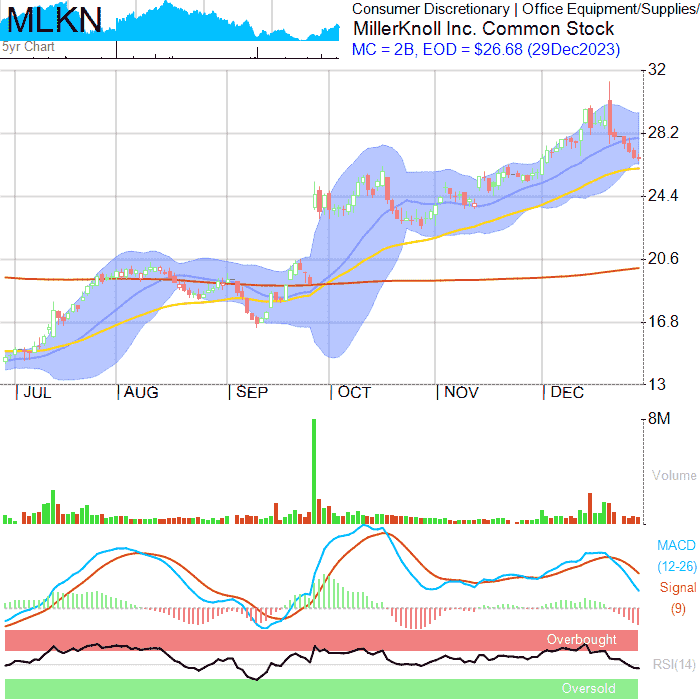 MLKN
5yr Chart
Consumer Discretionary | Office Equipment/Supplies/
MillerKnoll Inc. Common Stock
MC = 2B, EOD = $26.68 (29Dec2023)
32
28.2
24.4
20.6
16.8
13
JUL AUG SEP OCT NOV DEC
8M
Volume
MACD
(12-26)
Signal
(9)
Overbought
RSI(14)
Oversold